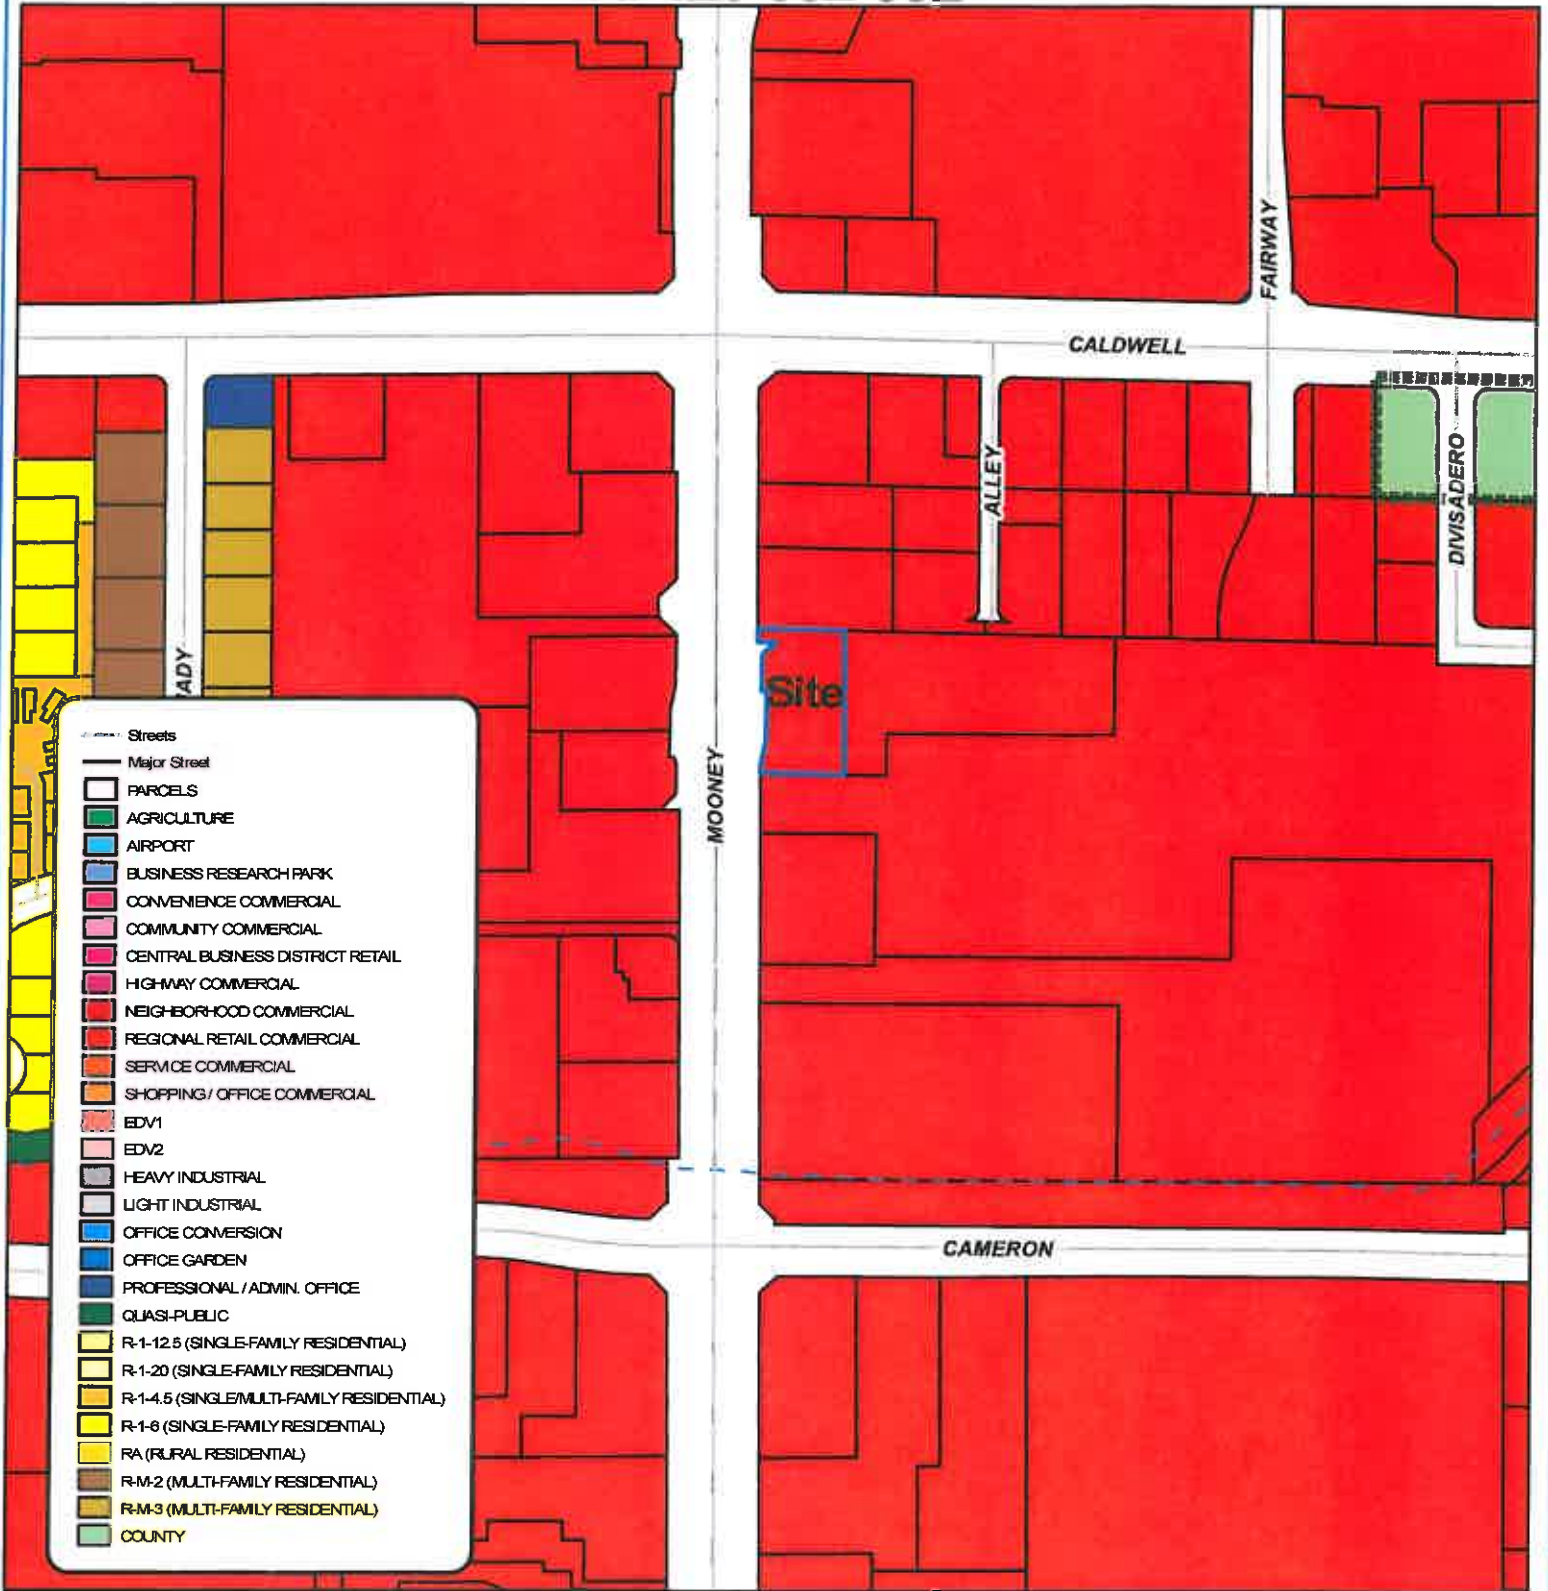 FAIRWAY
CALDWELL
ALLEY
DIVISADERO
ADY
Site
MOONEY
CAMERON
Streets
Major Street
PARCELS
AGRICULTURE
AIRPORT
BUSINESS RESEARCH PARK
CONVENIENCE COMMERCIAL
COMMUNITY COMMERCIAL
CENTRAL BUSINESS DISTRICT RETAIL
HIGHWAY COMMERCIAL
NEIGHBORHOOD COMMERCIAL
REGIONAL RETAIL COMMERCIAL
SERVICE COMMERCIAL
SHOPPING / OFFICE COMMERCIAL
EDV1
EDV2
HEAVY INDUSTRIAL
LIGHT INDUSTRIAL
OFFICE CONVERSION
OFFICE GARDEN
PROFESSIONAL / ADMIN. OFFICE
QUASI-PUBLIC
R-1-12.5 (SINGLE-FAMILY RESIDENTIAL)
R-1-20 (SINGLE-FAMILY RESIDENTIAL)
R-1-4.5 (SINGLE/MULTI-FAMILY RESIDENTIAL)
R-1-6 (SINGLE-FAMILY RESIDENTIAL)
RA (RURAL RESIDENTIAL)
R-M-2 (MULTI-FAMILY RESIDENTIAL)
R-M-3 (MULTI-FAMILY RESIDENTIAL)
COUNTY